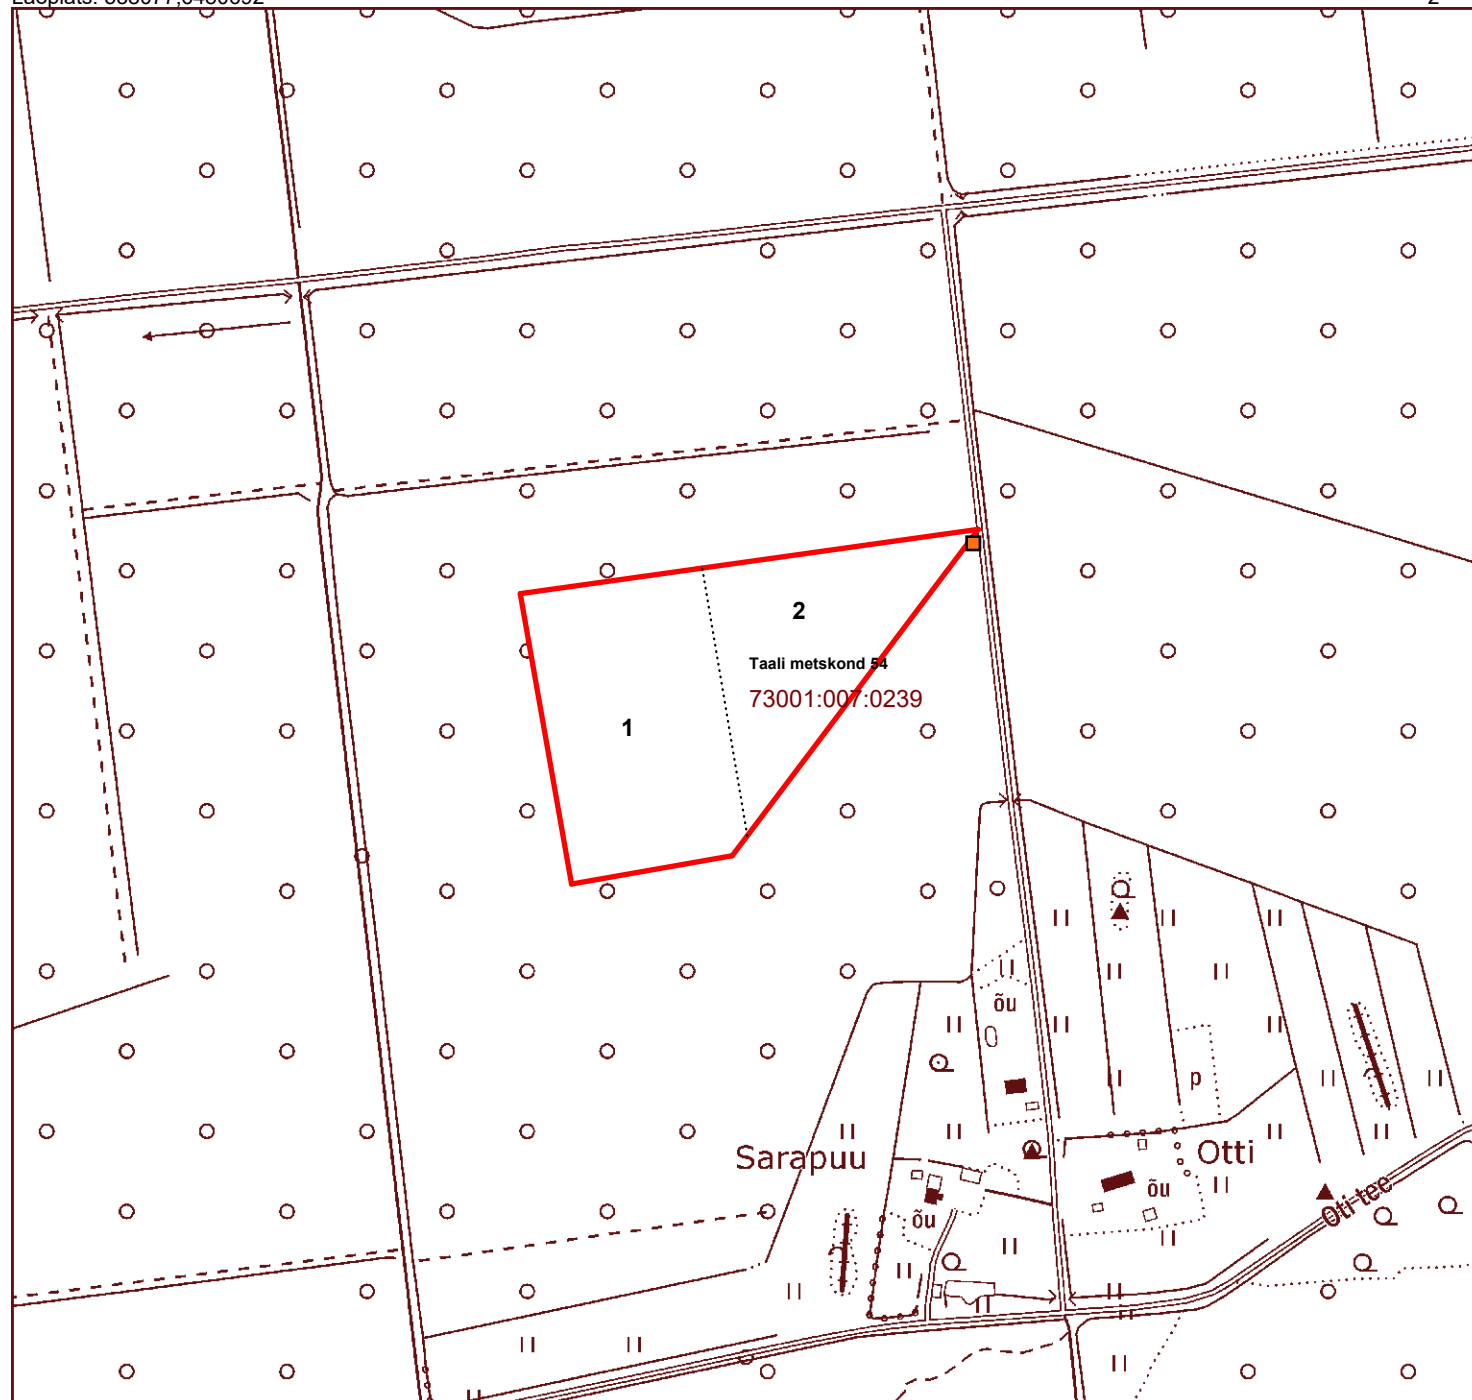 2
Taali metskond 54
73001:007:0239
1
õu
p
Sarapuu
Otti
õu
Oti tee
õu